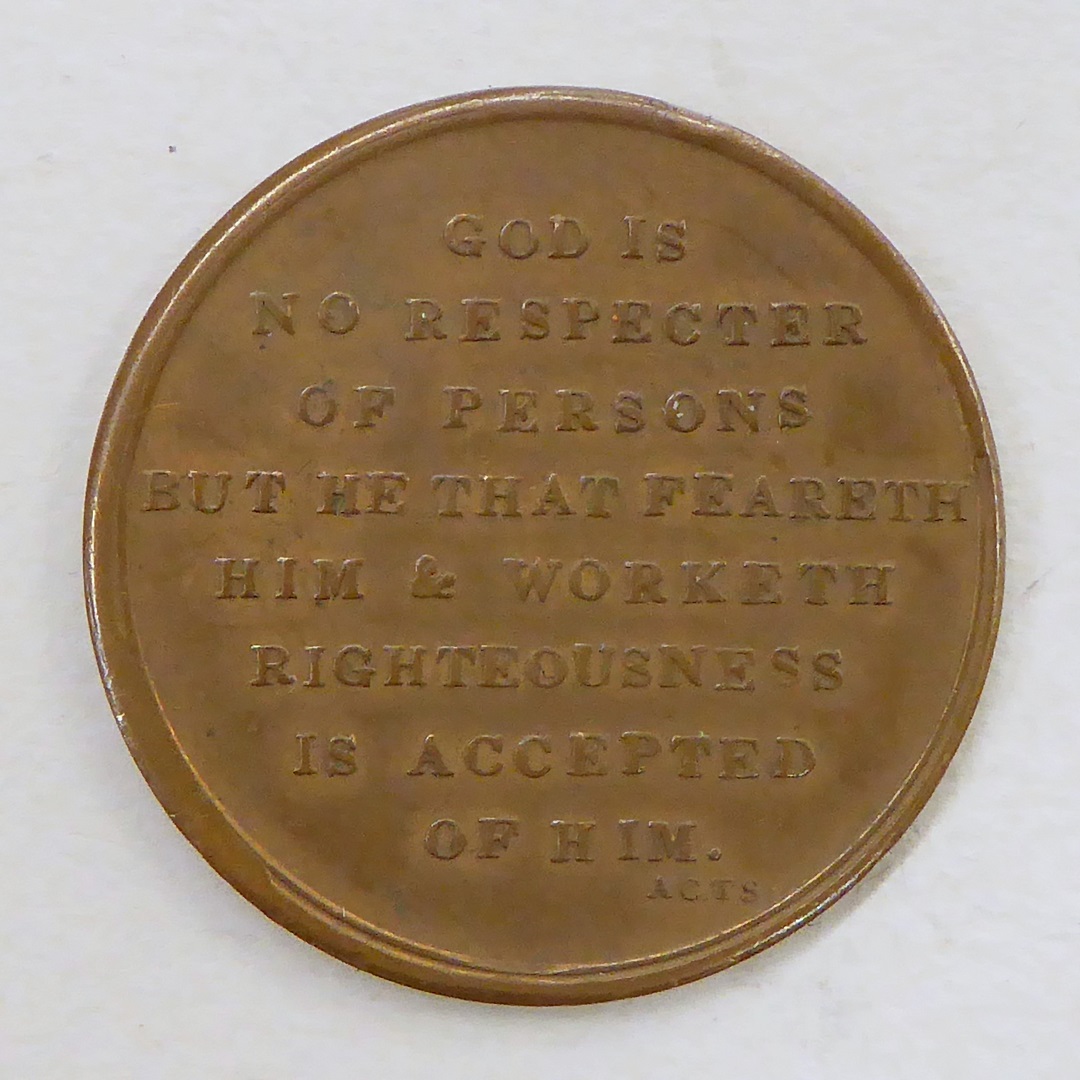 GOD IS
NO RESPECTER
OF PERSONS
BUT HE THAT FEARETH
HIM & WORKETH
RIGHTEOUSNESS
IS ACCEPTED
OF HIM.
ACTS